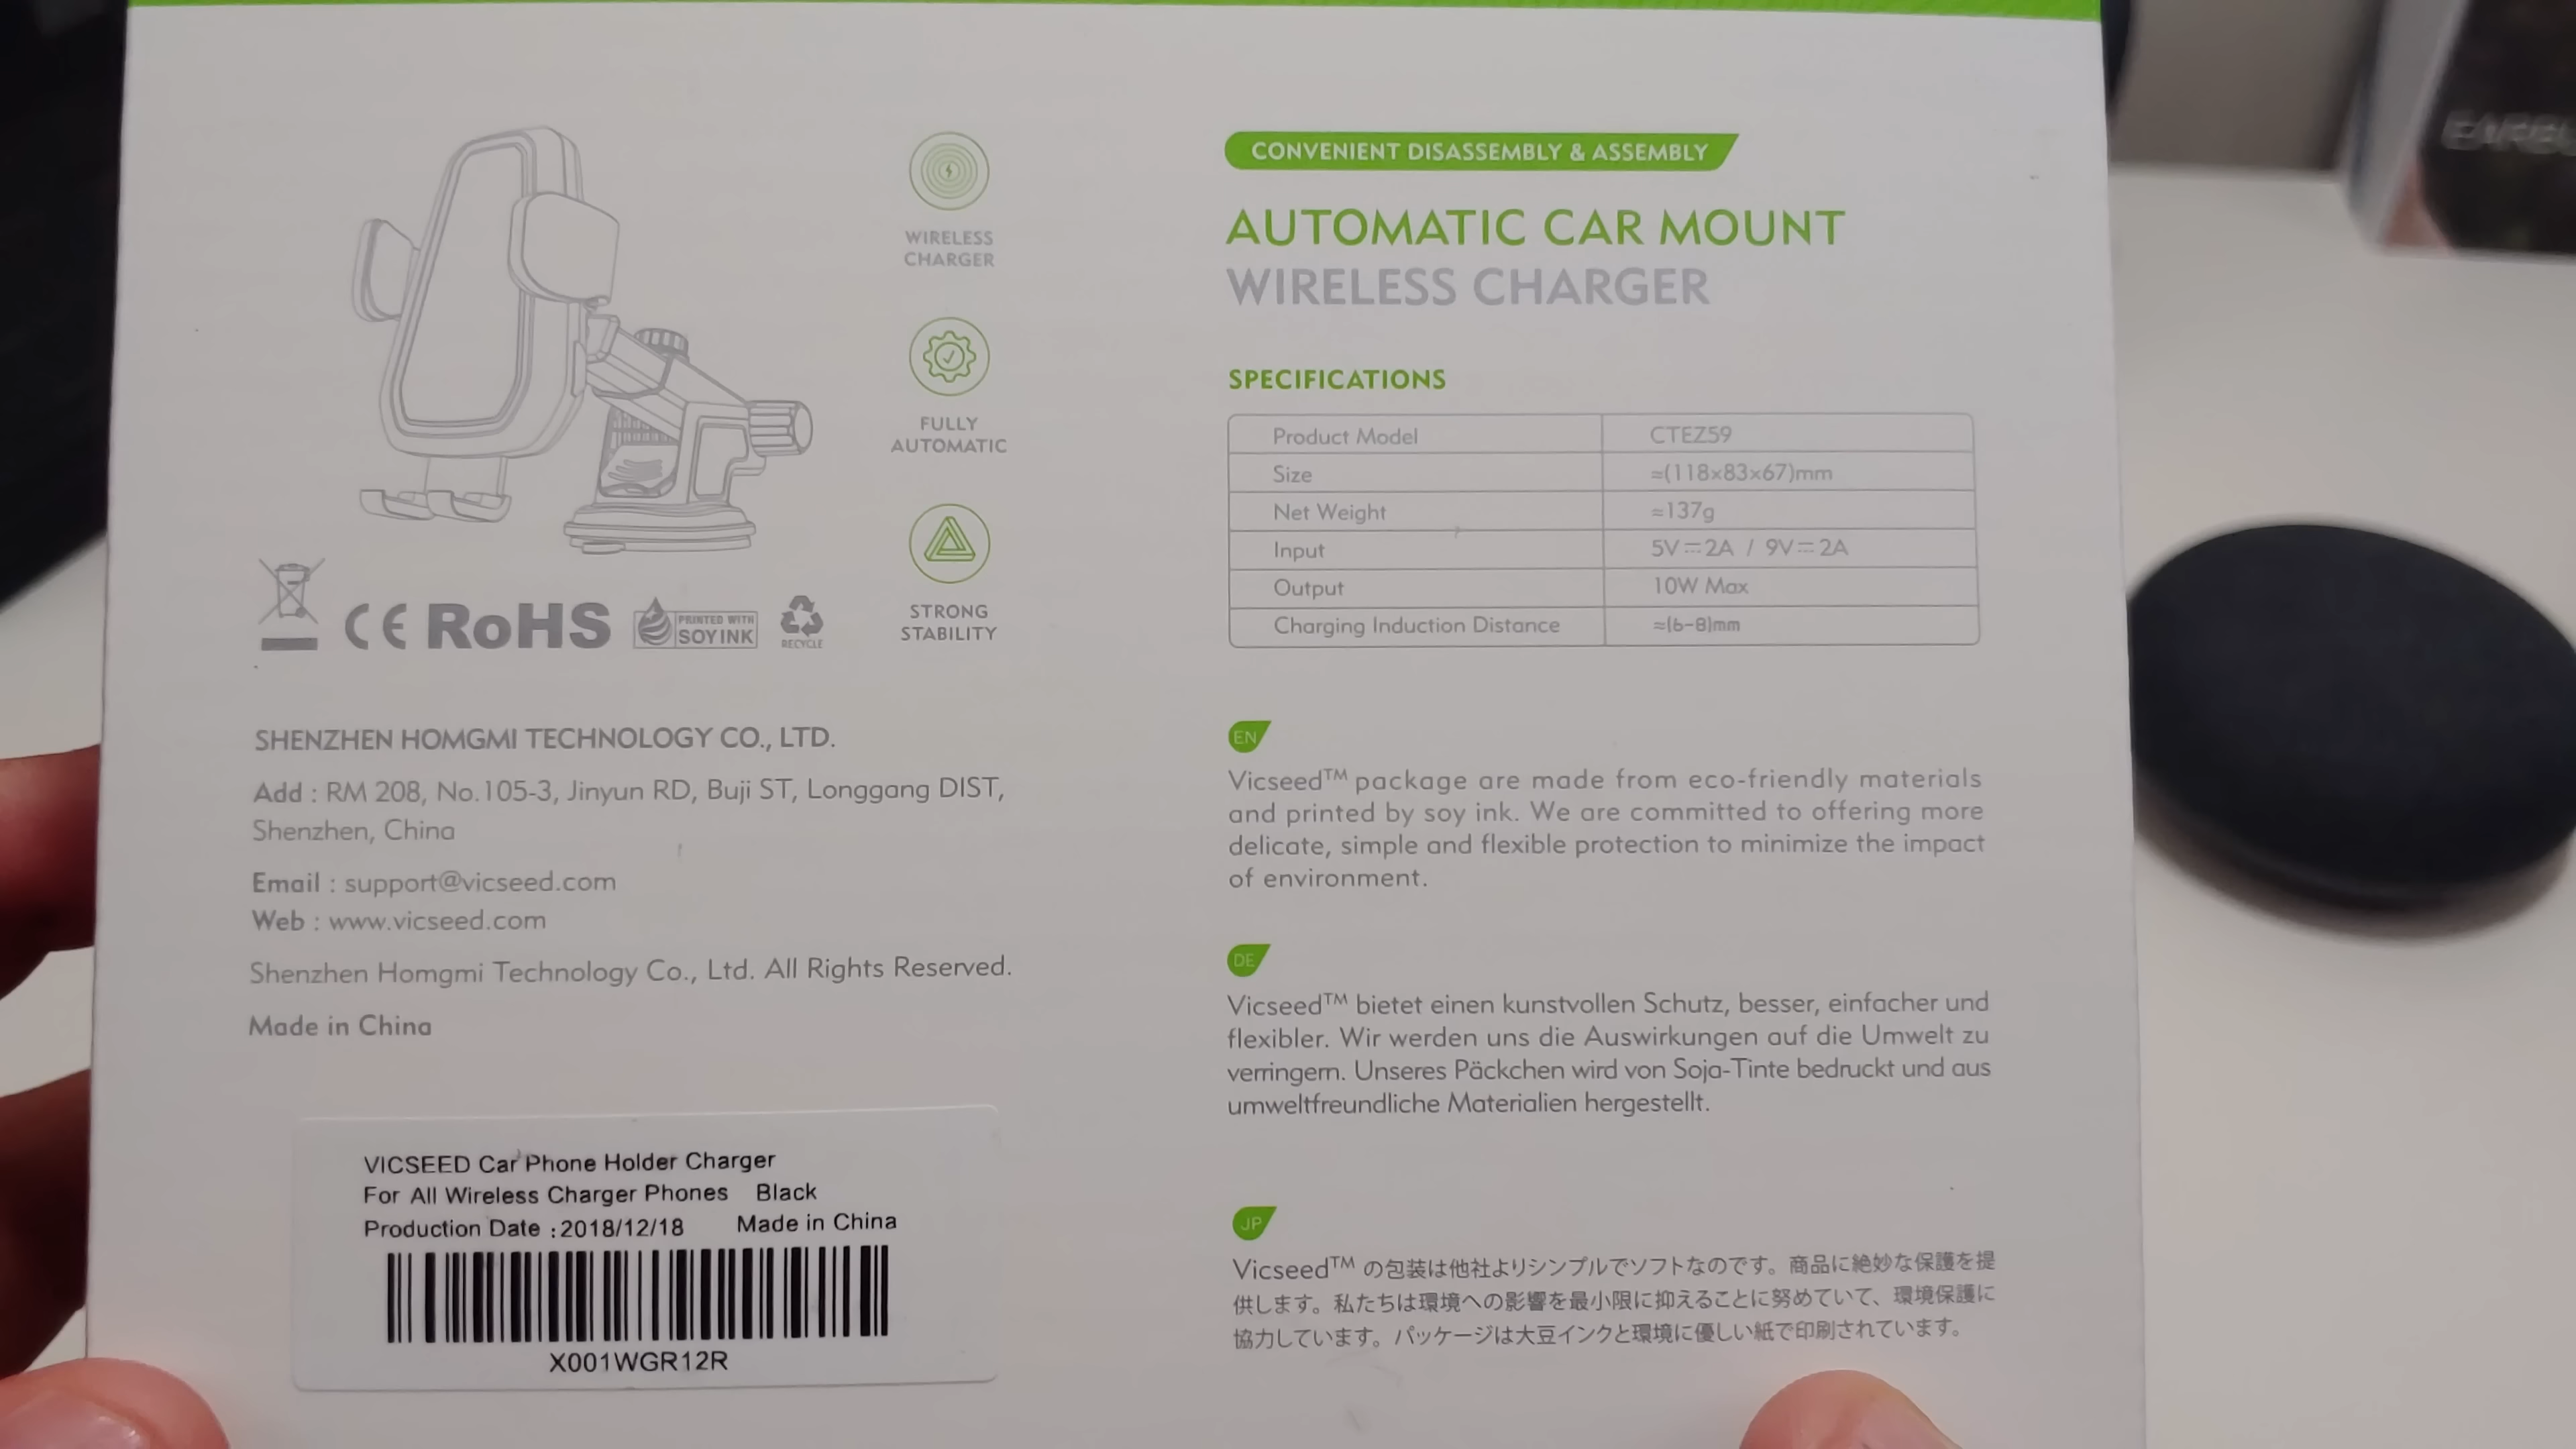 WIRELESS
CHARGER
FULLY
AUTOMATIC
STRONG
STABILITY
CE RoHS
PRINTED WITH
SOY INK
RECYCLE
SHENZHEN HOMGMI TECHNOLOGY CO., LTD.
Add : RM 208, No.105-3, Jinyun RD, Buji ST, Longgang DIST,
Shenzhen, China
Email : support@vicseed.com
Web : www.vicseed.com
Shenzhen Homgmi Technology Co., Ltd. All Rights Reserved.
Made in China
VICSEED Car Phone Holder Charger
For All Wireless Charger Phones Black
Production Date :2018/12/18 Made in China
X001WGR12R
CONVENIENT DISASSEMBLY & ASSEMBLY
AUTOMATIC CAR MOUNT
WIRELESS CHARGER
SPECIFICATIONS
Product Model CTEZ59
Size ≈(118×83×67)mm
Net Weight ≈137g
Input 5V⎓2A / 9V⎓2A
Output 10W Max
Charging Induction Distance ≈(6-8)mm
EN
Vicseed™ package are made from eco-friendly materials
and printed by soy ink. We are committed to offering more
delicate, simple and flexible protection to minimize the impact
of environment.
DE
Vicseed™ bietet einen kunstvollen Schutz, besser, einfacher und
flexibler. Wir werden uns die Auswirkungen auf die Umwelt zu
verringern. Unseres Päckchen wird von Soja-Tinte bedruckt und aus
umweltfreundliche Materialien hergestellt.
JP
Vicseed™ の包装は他社よりシンプルでソフトなのです。商品に絶妙な保護を提
供します。私たちは環境への影響を最小限に抑えることに努めていて、環境保護に
協力しています。パッケージは大豆インクと環境に優しい紙で印刷されています。